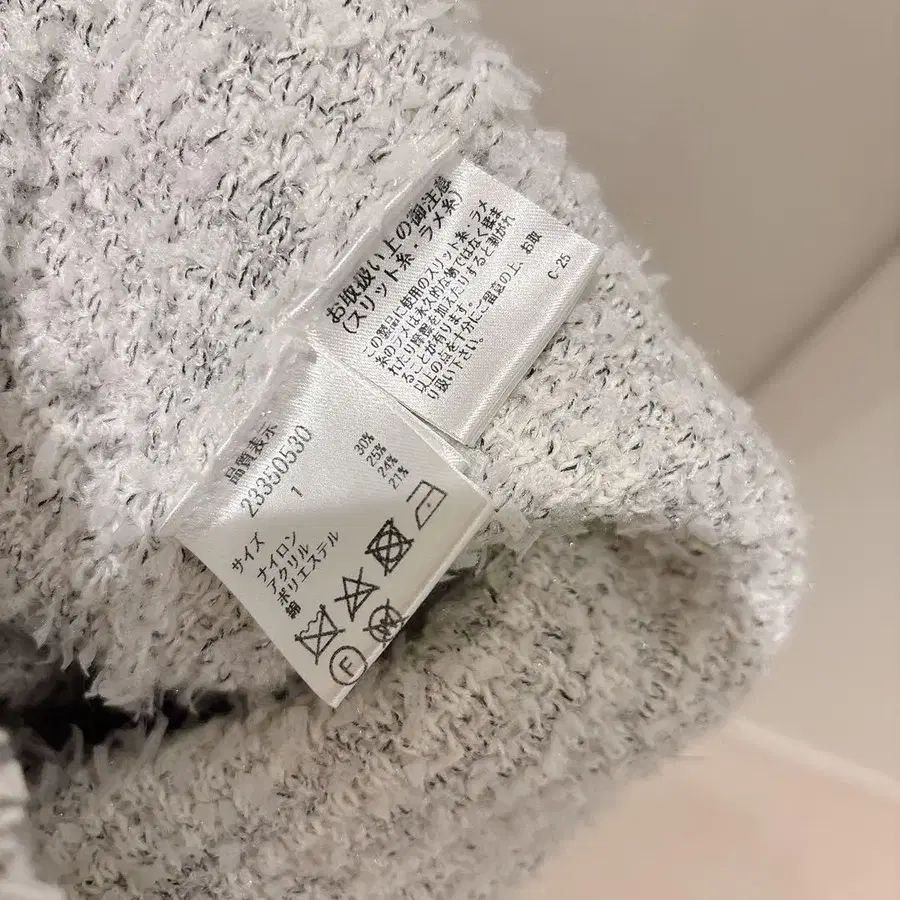 お取扱い上の御注意
(スリット糸・ラメ糸)
この製品に使用のスリット糸、ラメ
糸のラメは永久的な物ではなく揉ま
れたり摩擦を加えたりすると剥がれ
ることが有ります。
以上の点を十分にご留意の上、お取
り扱い下さい。
C-25
品質表示
23350530
サイズ 1
ナイロン 30%
アクリル 25%
ポリエステル 24%
綿 21%
F
W